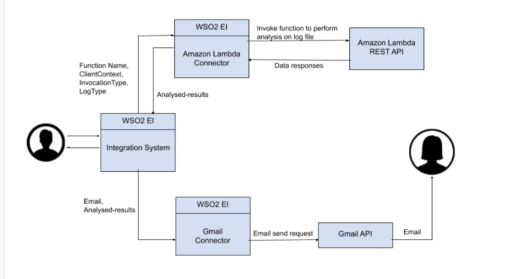 WSO2 EI
Amazon Lambda
Connector
Invoke function to perform
analysis on log file
Data responses
Amazon Lambda
REST API
Function Name,
ClientContext,
InvocationType,
LogType
Analysed-results
WSO2 EI
Integration System
Email,
Analysed-results
WSO2 EI
Gmail
Connector
Email send request
Gmail API
Email